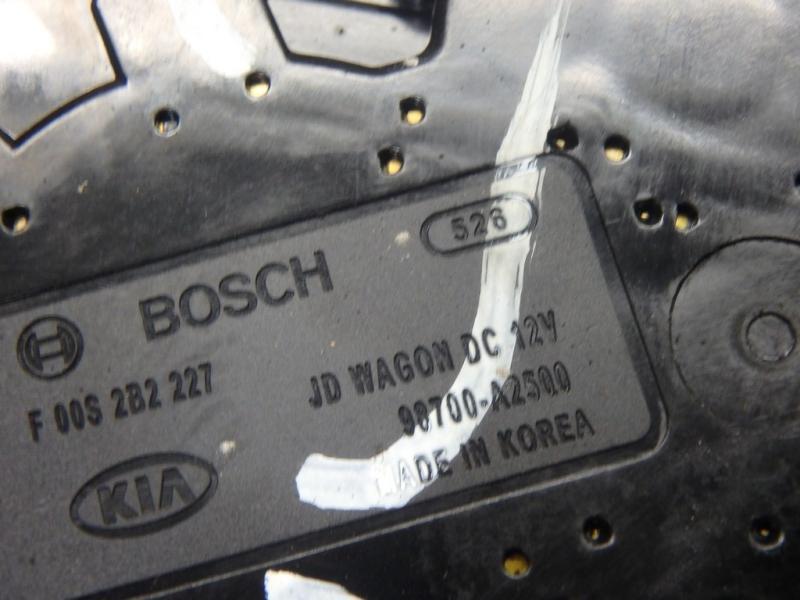 526
BOSCH
JD WAGON DC 12V
F 00S 2B2 227
98700-A2500
KIA
MADE IN KOREA